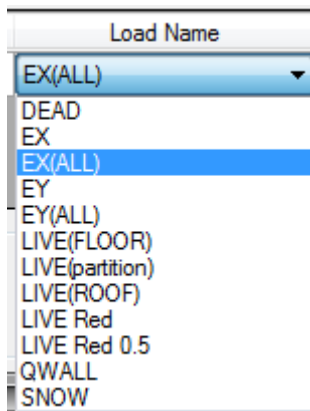 Load Name
EX(ALL)
DEAD
EX
EX(ALL)
EY
EY(ALL)
LIVE(FLOOR)
LIVE(partition)
LIVE(ROOF)
LIVE Red
LIVE Red 0.5
QWALL
SNOW